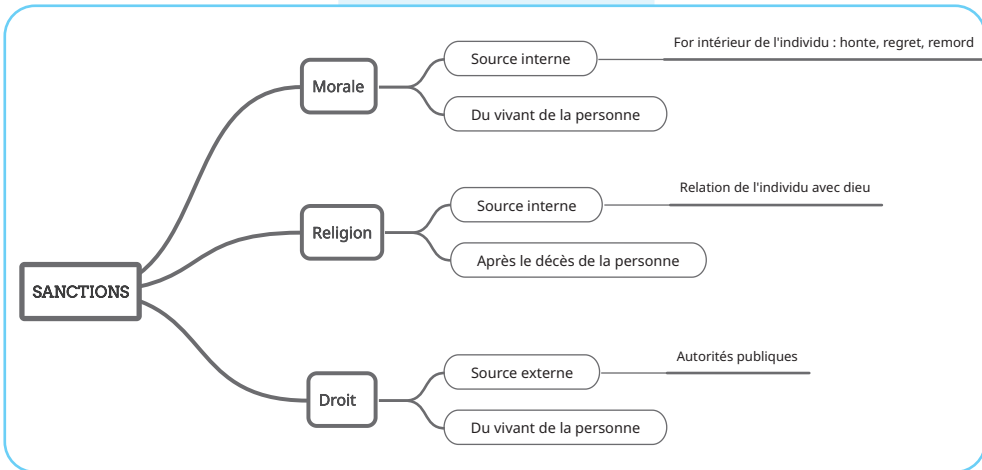 For intérieur de l'individu : honte, regret, remord
Source interne
Morale
Du vivant de la personne
Relation de l'individu avec dieu
Source interne
Religion
Après le décès de la personne
SANCTIONS
Autorités publiques
Source externe
Droit
Du vivant de la personne